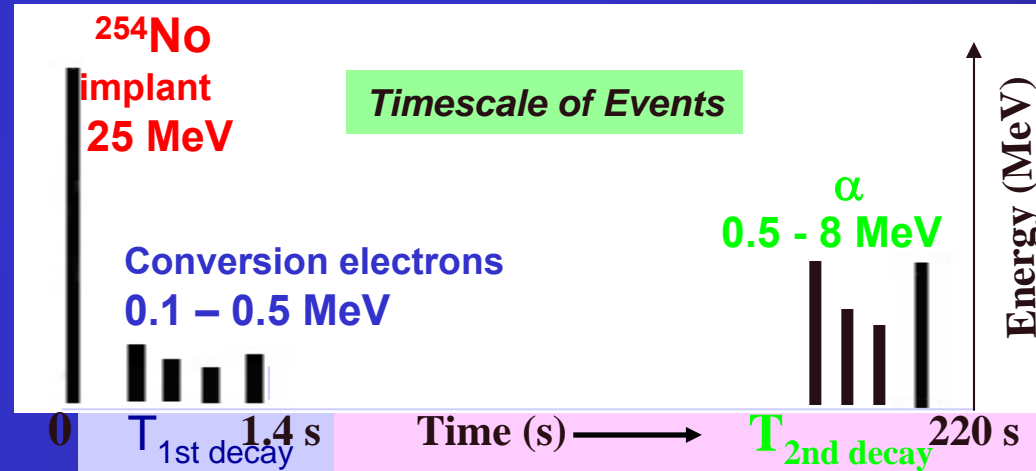 ²⁵⁴No
implant
25 MeV
Timescale of Events
Conversion electrons
0.1 – 0.5 MeV
α
0.5 - 8 MeV
Energy (MeV)
0 T1st decay 1.4 s Time (s) T2nd decay 220 s